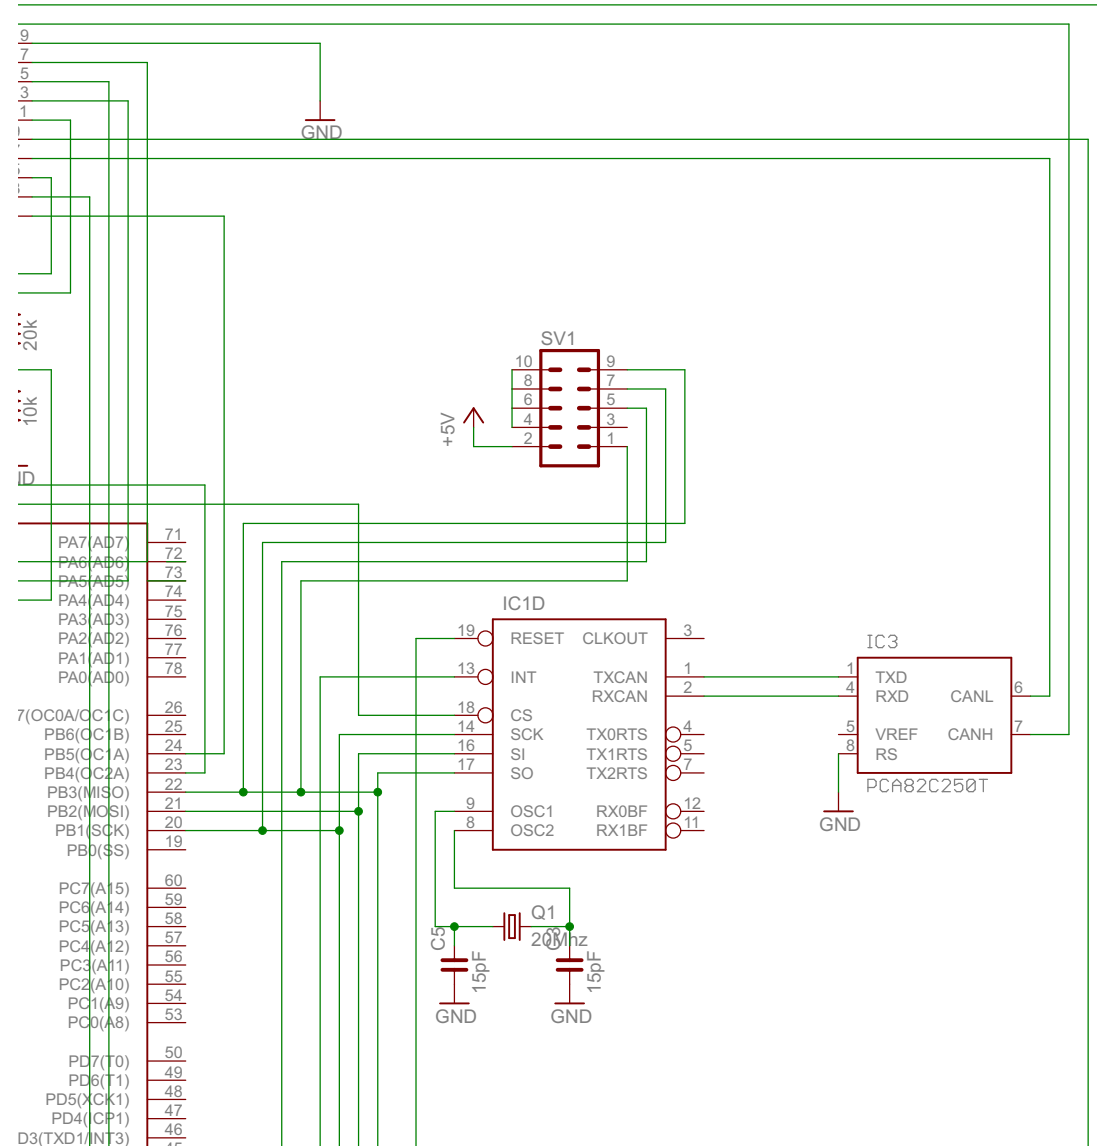 9
7
5
3
1
GND
20k
10k
SV1
10 9
8 7
6 5
4 3
2 1
+5V
PA7(AD7) 71
PA6(AD6) 72
PA5(AD5) 73
PA4(AD4) 74
PA3(AD3) 75
PA2(AD2) 76
PA1(AD1) 77
PA0(AD0) 78
7(OC0A/OC1C) 26
PB6(OC1B) 25
PB5(OC1A) 24
PB4(OC2A) 23
PB3(MISO) 22
PB2(MOSI) 21
PB1(SCK) 20
PB0(SS) 19
PC7(A15) 60
PC6(A14) 59
PC5(A13) 58
PC4(A12) 57
PC3(A11) 56
PC2(A10) 55
PC1(A9) 54
PC0(A8) 53
PD7(T0) 50
PD6(T1) 49
PD5(XCK1) 48
PD4(ICP1) 47
D3(TXD1/INT3) 46
IC1D
19 RESET CLKOUT 3
13 INT TXCAN 1
RXCAN 2
18 CS
14 SCK TX0RTS 4
16 SI TX1RTS 5
17 SO TX2RTS 7
9 OSC1 RX0BF 12
8 OSC2 RX1BF 11
IC3
1 TXD
4 RXD CANL 6
5 VREF CANH 7
8 RS
PCA82C250T
GND
Q1
20Mhz
C5
15pF
15pF
GND
GND